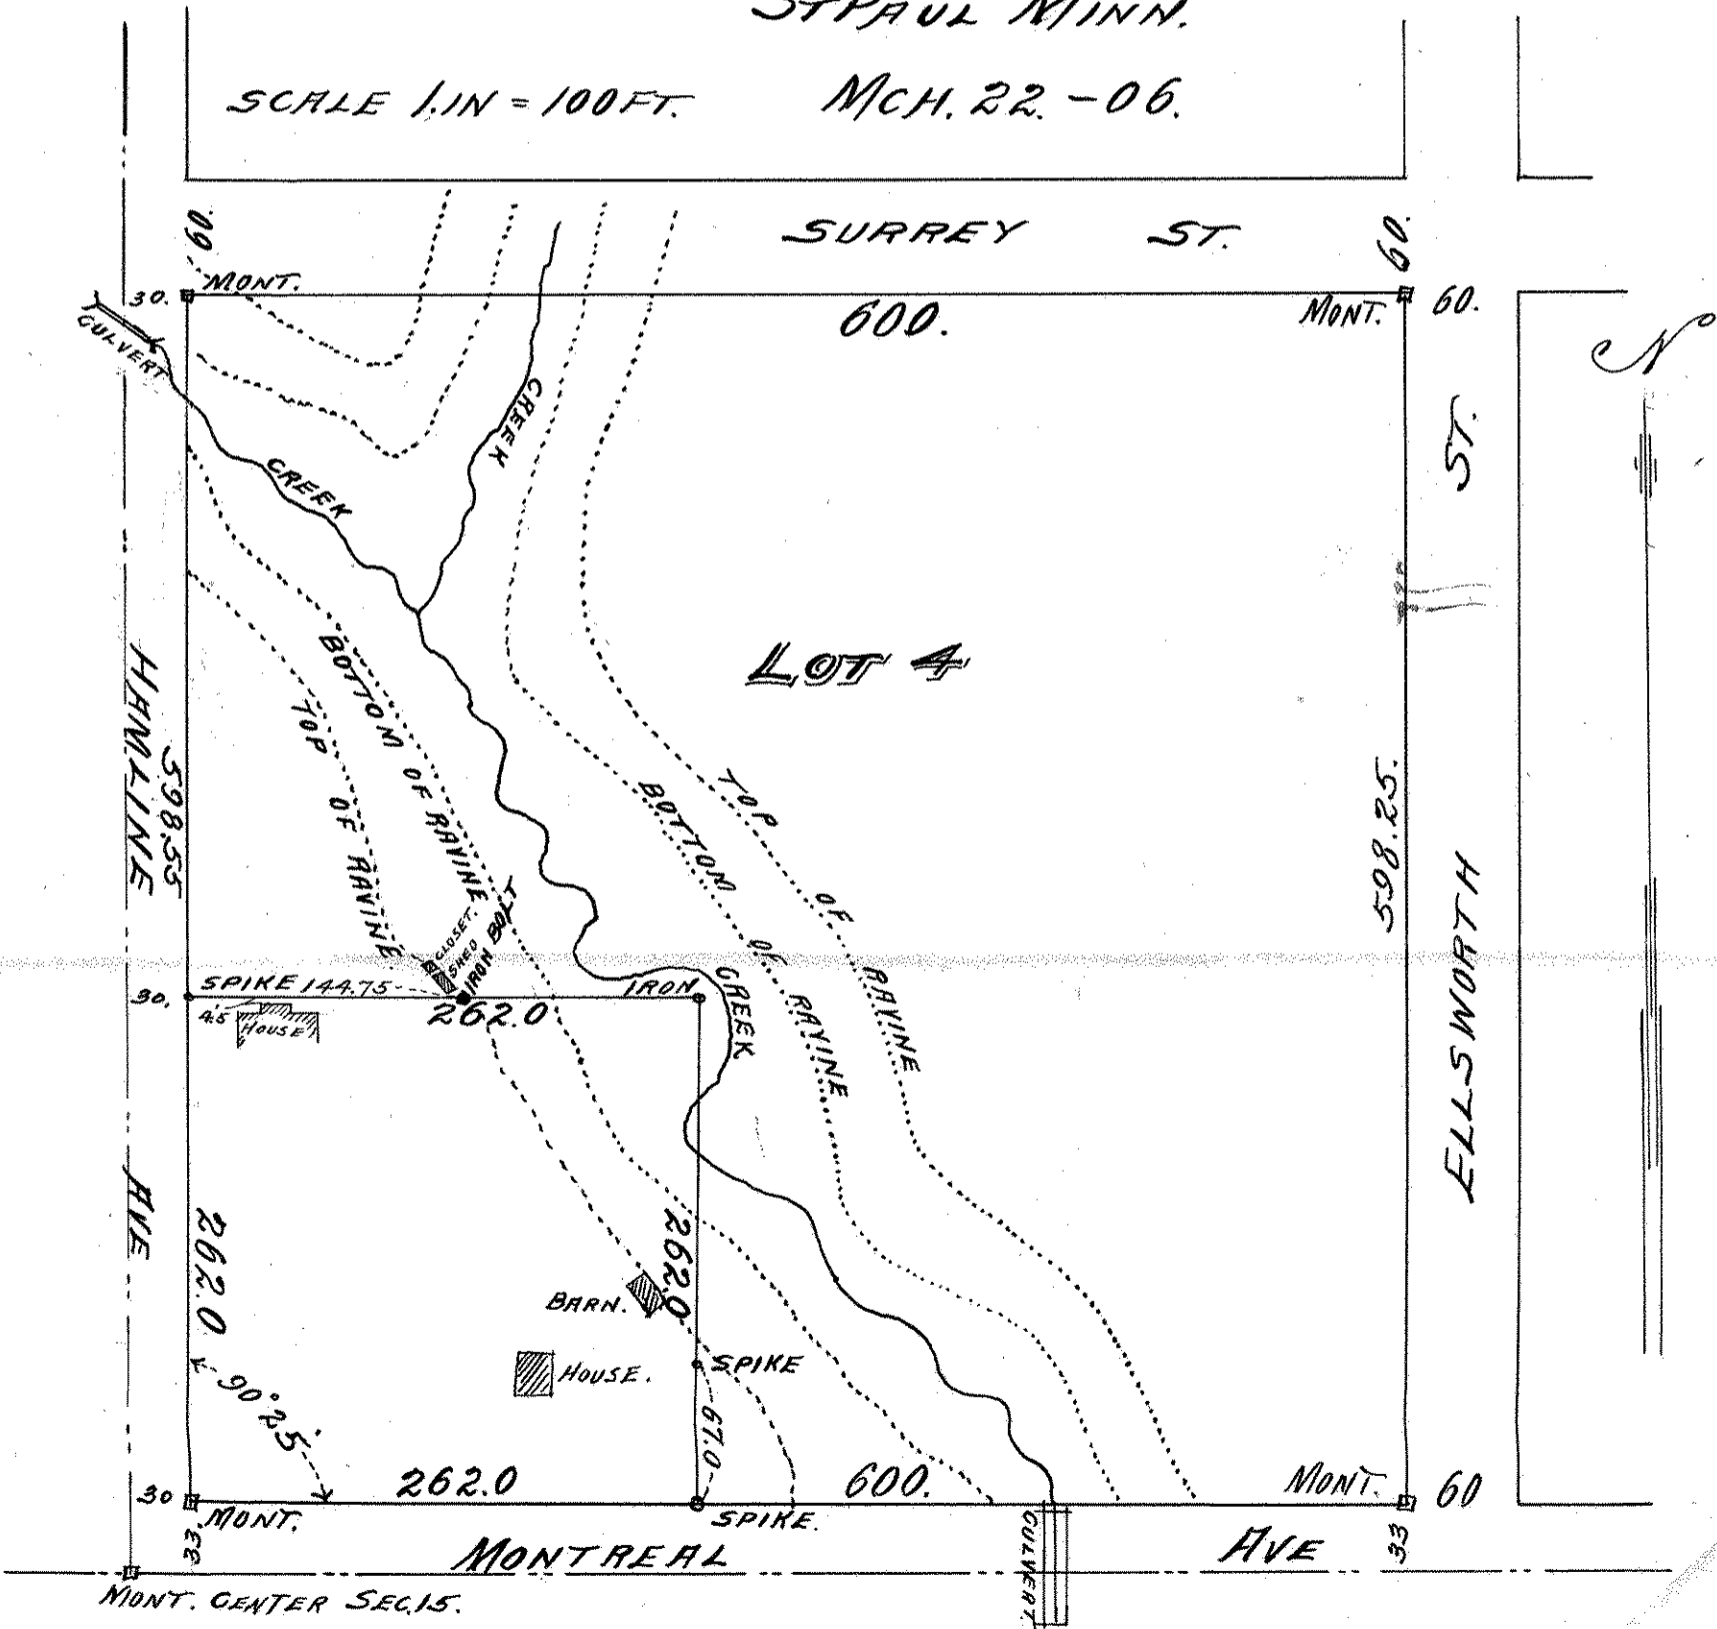 ST PAUL MINN.
SCALE 1.IN = 100 FT. MCH. 22. - 06.
60. SURREY ST. 60.
30. MONT. 600. MONT. 60.
N
CULVERT
CREEK
CREEK
ST.
LOT 4
BOTTOM OF RAVINE
TOP OF RAVINE
BOTTOM OF RAVINE
TOP OF RAVINE
HAMLINE AVE
598.55
598.25.
ELLSWORTH
CLOSET.
SHED
IRON BOLT
30. SPIKE 144.75 IRON
262.0
4.5 HOUSE
CREEK
262.0
262.0
BARN.
HOUSE.
SPIKE
67.0
90° 25'
30 262.0 600. MONT. 60
MONT. SPIKE.
33. MONTREAL AVE 33
CULVERT.
MONT. CENTER SEC.15.